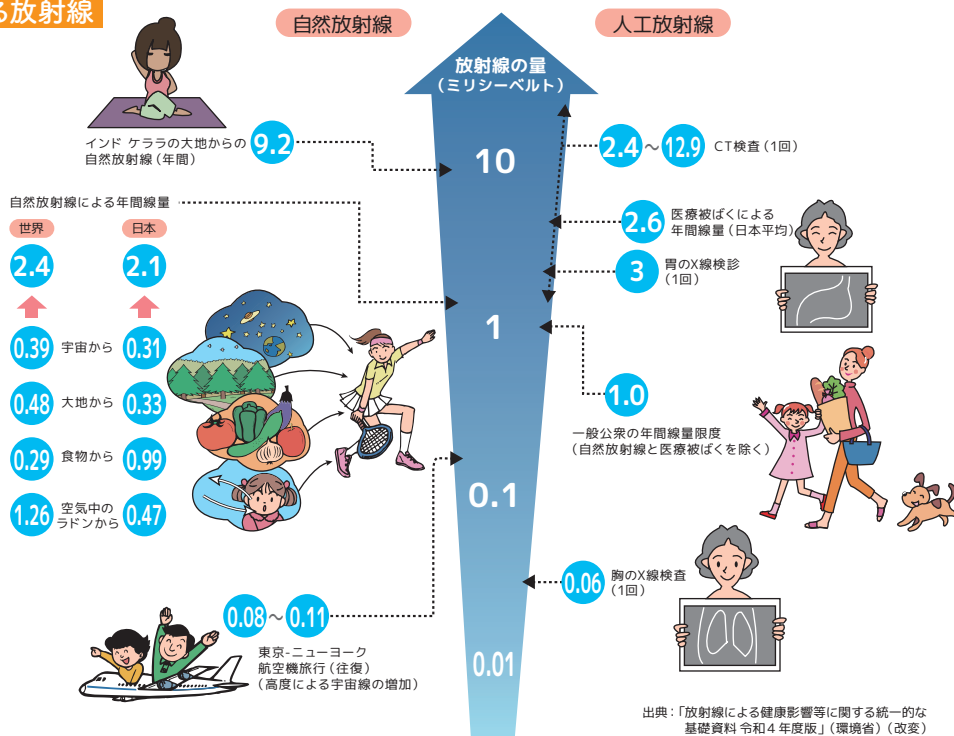 る放射線
自然放射線
人工放射線
放射線の量
（ミリシーベルト）
インド ケララの大地からの
自然放射線（年間）
9.2
10
2.4～12.9 CT検査（1回）
自然放射線による年間線量
世界
日本
2.4
2.1
2.6
医療被ばくによる
年間線量（日本平均）
3
胃のX線検診
（1回）
1
0.39 宇宙から 0.31
0.48 大地から 0.33
0.29 食物から 0.99
1.26 空気中の
ラドンから 0.47
1.0
一般公衆の年間線量限度
（自然放射線と医療被ばくを除く）
0.1
0.06
胸のX線検査
（1回）
0.08～0.11
東京-ニューヨーク
航空機旅行（往復）
（高度による宇宙線の増加）
0.01
出典：「放射線による健康影響等に関する統一的な
基礎資料 令和4年度版」（環境省）（改変）